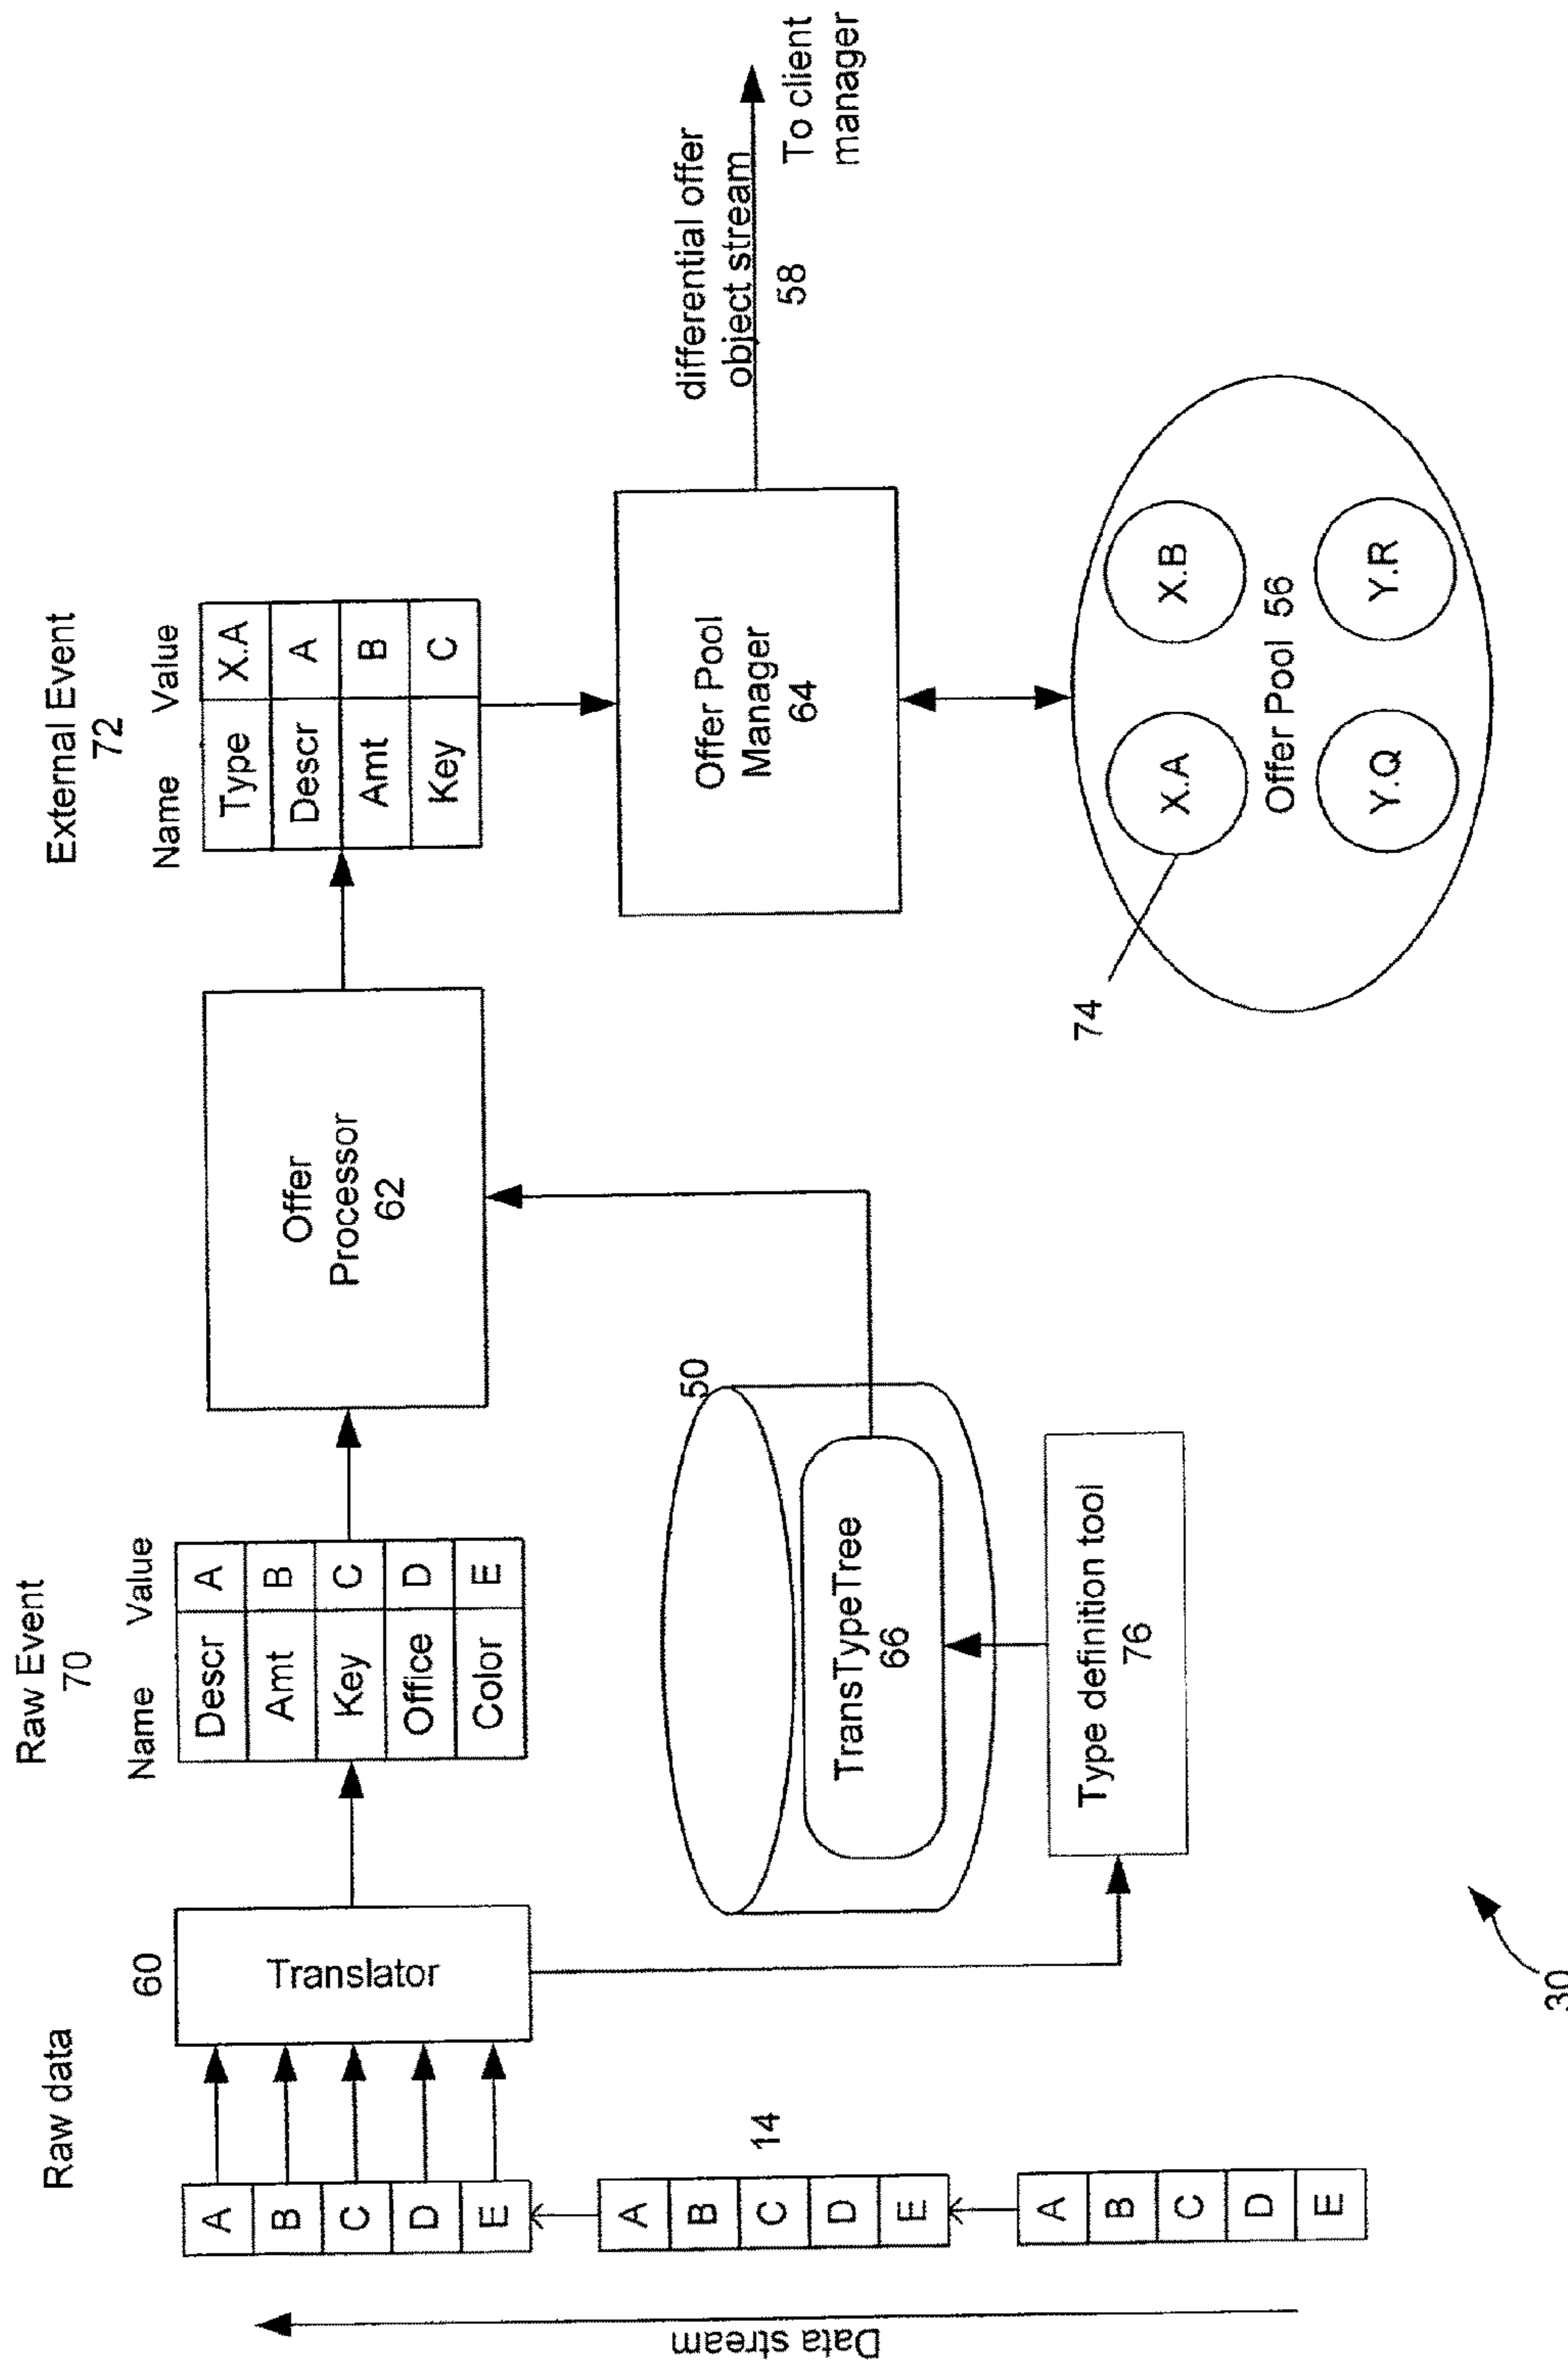 Raw data
Raw Event
70
External Event
72
60
Name Value
Name Value
A
B
C
D
E
Translator
Descr A
Amt B
Key C
Office D
Color E
Offer
Processor
62
Type X.A
Descr A
Amt B
Key C
Data stream
14
A
B
C
D
E
A
B
C
D
E
50
TransTypeTree
66
Type definition tool
76
Offer Pool
Manager
64
differential offer
object stream
58
To client
manager
74
X.A
X.B
Offer Pool 56
Y.Q
Y.R
30